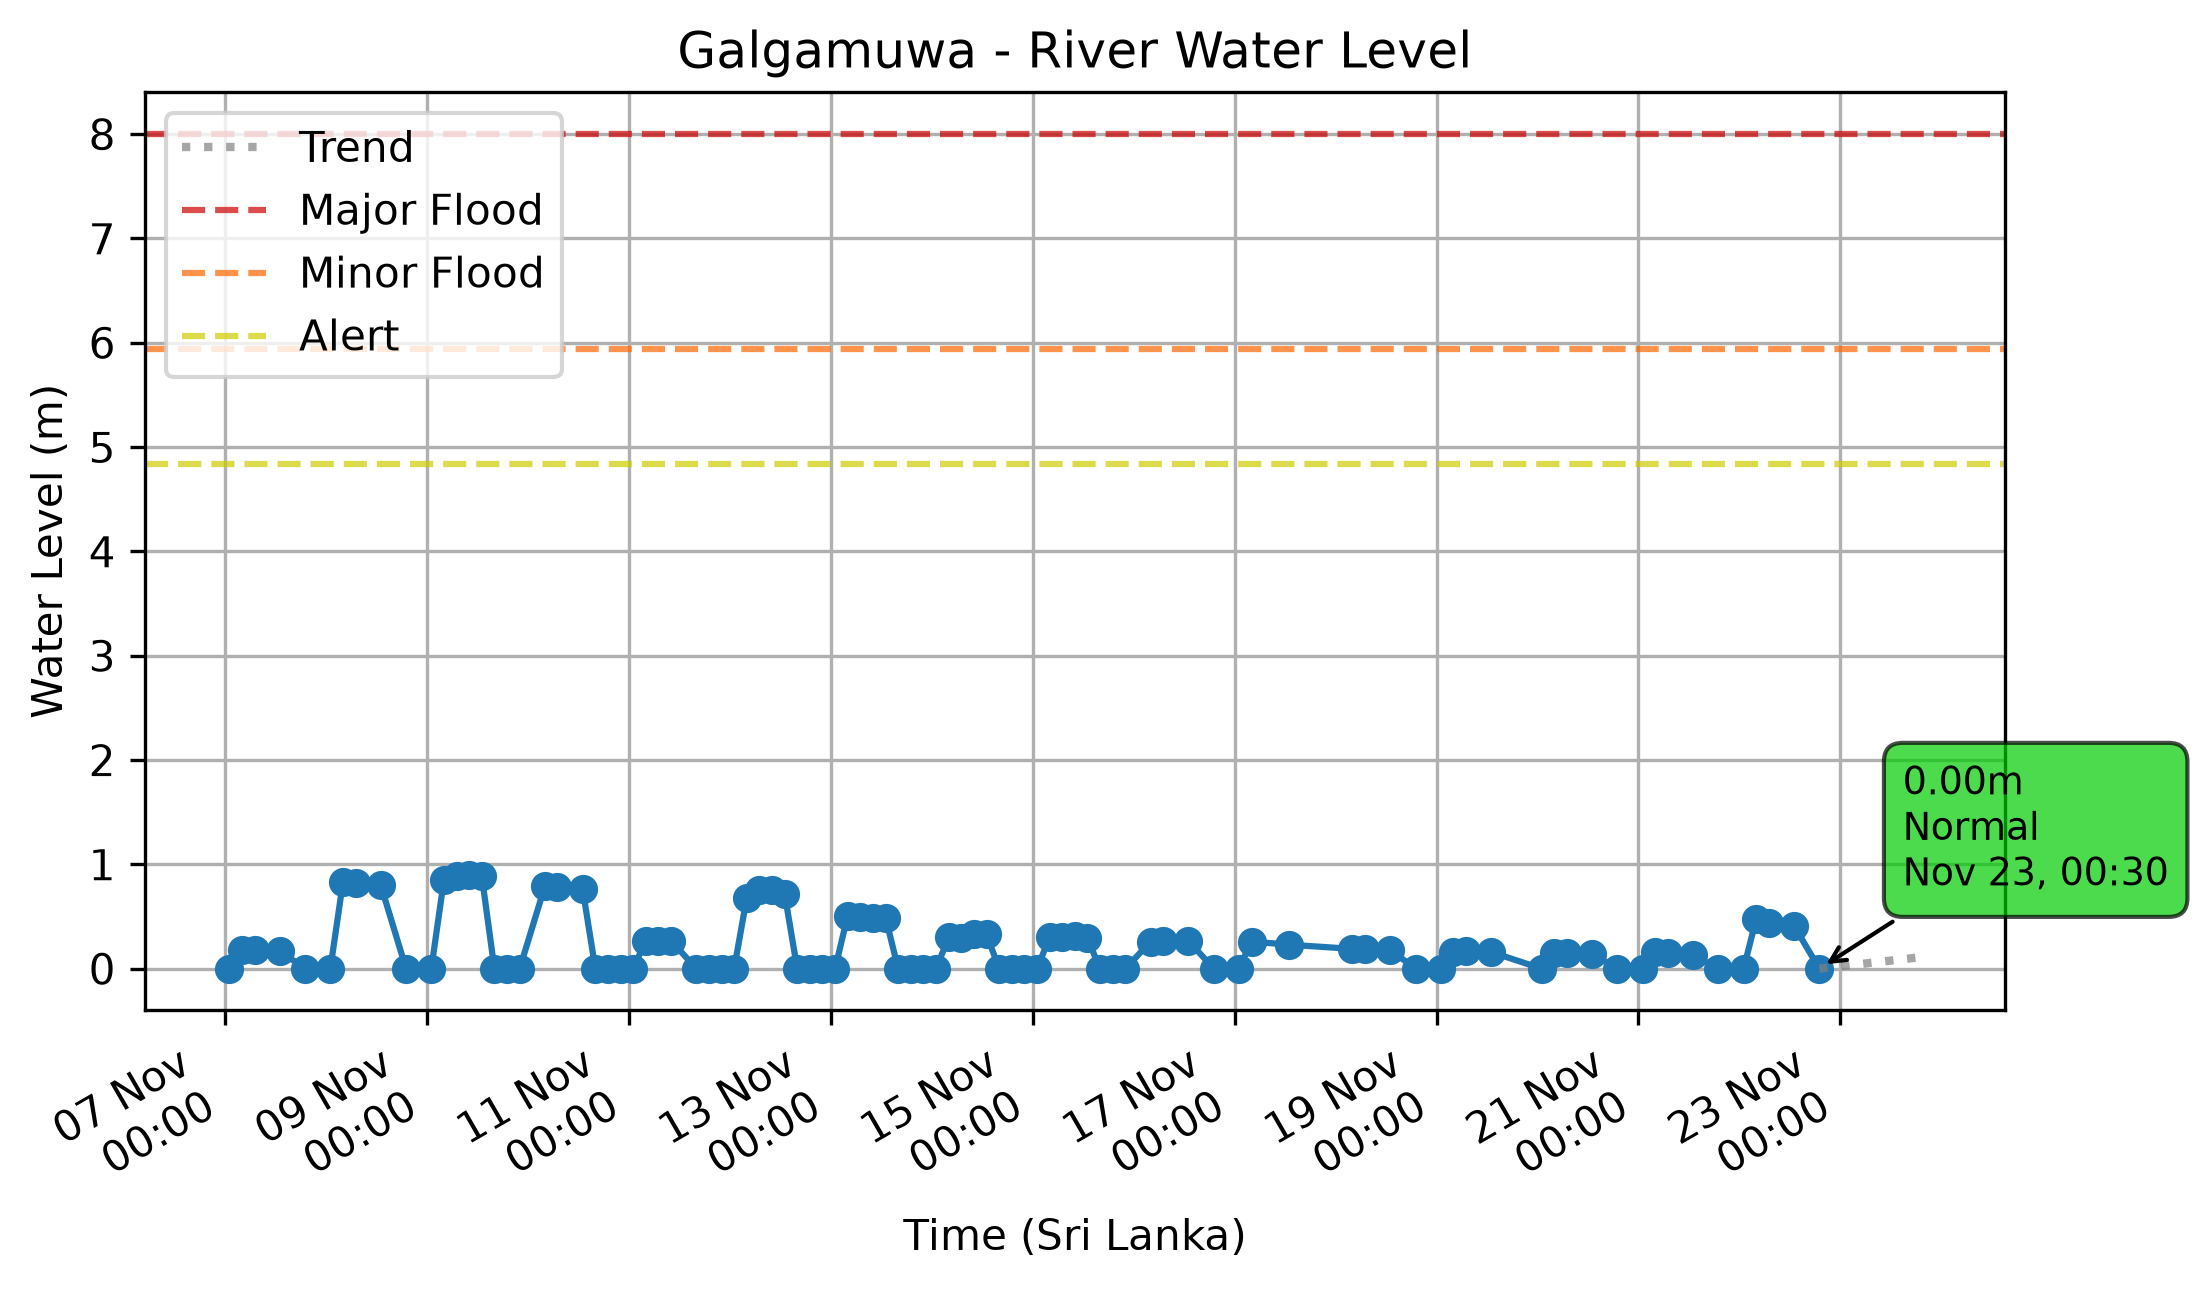 Galgamuwa - River Water Level
Trend
Major Flood
Minor Flood
Alert
8
7
6
5
4
3
2
1
0
Water Level (m)
0.00m
Normal
Nov 23, 00:30
07 Nov
00:00
09 Nov
00:00
11 Nov
00:00
13 Nov
00:00
15 Nov
00:00
17 Nov
00:00
19 Nov
00:00
21 Nov
00:00
23 Nov
00:00
Time (Sri Lanka)